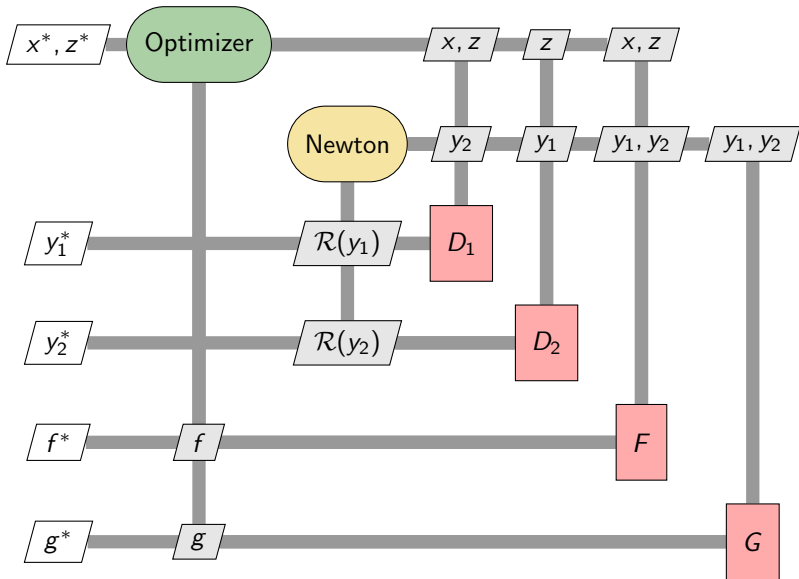 x*, z* Optimizer x, z z x, z
Newton y₂ y₁ y₁, y₂ y₁, y₂
y₁* ℛ(y₁) D₁
y₂* ℛ(y₂) D₂
f* f F
g* g G